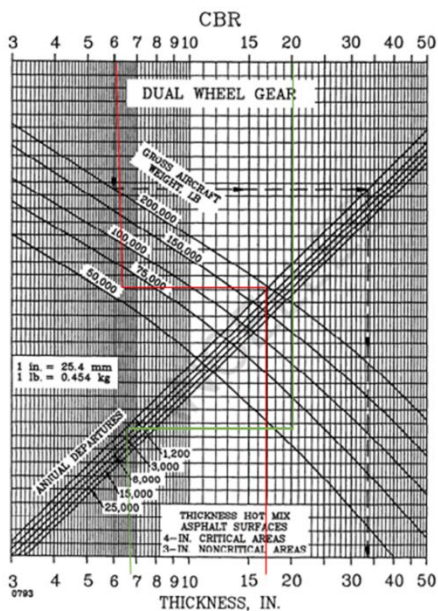 CBR
3 4 5 6 7 8 9 10 15 20 30 40 50
DUAL WHEEL GEAR
GROSS AIRCRAFT
WEIGHT, LB
200,000
150,000
100,000
75,000
50,000
1 in. = 25.4 mm
1 lb. = 0.454 kg
ANNUAL DEPARTURES
1,200
3,000
6,000
15,000
25,000
THICKNESS HOT MIX
ASPHALT SURFACES
4-IN. CRITICAL AREAS
3-IN. NONCRITICAL AREAS
3 4 5 6 7 8 9 10 15 20 30 40 50
0793
THICKNESS, IN.